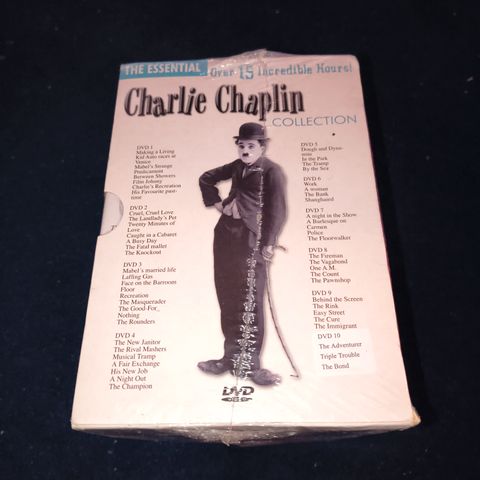 THE ESSENTIAL
Over 15 Incredible Hours!
Charlie Chaplin
COLLECTION
DVD 1
Making a Living
Kid Auto races at
Venice
Mabel's Strange
Predicament
Between Showers
Film Johnny
Charlie's Recreation
His Favourite past-
time
DVD 2
Cruel, Cruel Love
The Landlady's Pet
Twenty Minutes of
Love
Caught in a Cabaret
A Busy Day
The Fatal mallet
The Knockout
DVD 3
Mabel's married life
Laffing Gas
Face on the Barroom
Floor
Recreation
The Masquerader
The Good-For_
Nothing
The Rounders
DVD 4
The New Janitor
The Rival Mashers
Musical Tramp
A Fair Exchange
His New Job
A Night Out
The Champion
DVD 5
Dough and Dyna-
mite
In the Park
The Tramp
By the Sea
DVD 6
Work
A woman
The Bank
Shanghaied
DVD 7
A night in the Show
A Burlesque on
Carmen
Police
The Floorwalker
DVD 8
The Fireman
The Vagabond
One A.M.
The Count
The Pawnshop
DVD 9
Behind the Screen
The Rink
Easy Street
The Cure
The Immigrant
DVD 10
The Adventurer
Triple Trouble
The Bond
DVD